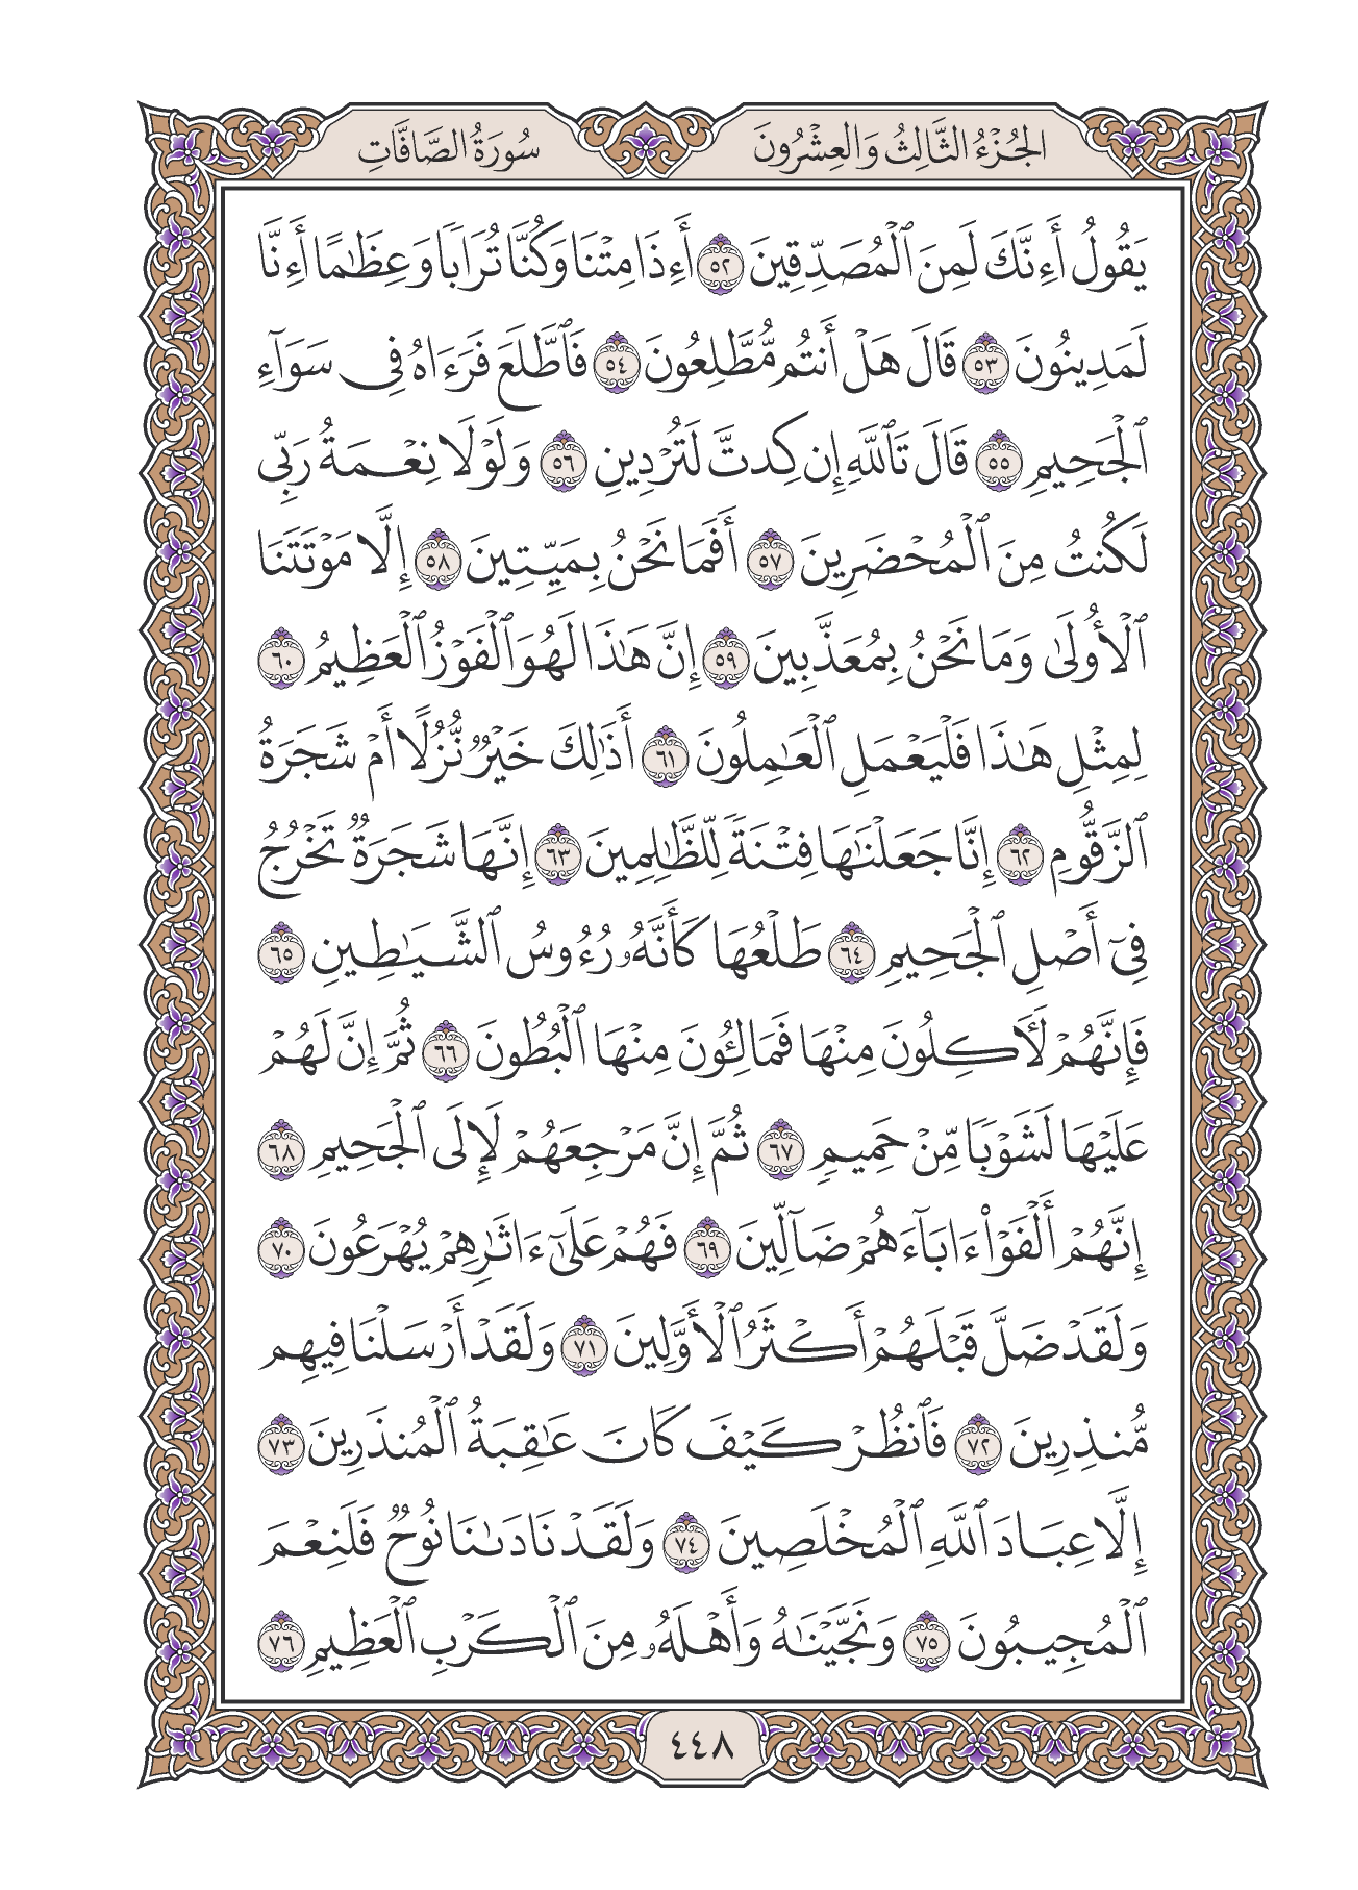 الجُزْءُ الثَّالِثُ وَالعِشْرُونَ سُورَةُ الصَّافَّاتِ
يَقُولُ أَءِنَّكَ لَمِنَ ٱلْمُصَدِّقِينَ ٥٢ أَءِذَا مِتْنَا وَكُنَّا تُرَابًا وَعِظَٰمًا أَءِنَّا
لَمَدِينُونَ ٥٣ قَالَ هَلْ أَنتُم مُّطَّلِعُونَ ٥٤ فَٱطَّلَعَ فَرَءَاهُ فِى سَوَآءِ
ٱلْجَحِيمِ ٥٥ قَالَ تَٱللَّهِ إِن كِدتَّ لَتُرْدِينِ ٥٦ وَلَوْلَا نِعْمَةُ رَبِّى
لَكُنتُ مِنَ ٱلْمُحْضَرِينَ ٥٧ أَفَمَا نَحْنُ بِمَيِّتِينَ ٥٨ إِلَّا مَوْتَتَنَا
ٱلْأُولَىٰ وَمَا نَحْنُ بِمُعَذَّبِينَ ٥٩ إِنَّ هَٰذَا لَهُوَ ٱلْفَوْزُ ٱلْعَظِيمُ ٦٠
لِمِثْلِ هَٰذَا فَلْيَعْمَلِ ٱلْعَٰمِلُونَ ٦١ أَذَٰلِكَ خَيْرٌ نُّزُلًا أَمْ شَجَرَةُ
ٱلزَّقُّومِ ٦٢ إِنَّا جَعَلْنَٰهَا فِتْنَةً لِّلظَّٰلِمِينَ ٦٣ إِنَّهَا شَجَرَةٌ تَخْرُجُ
فِىٓ أَصْلِ ٱلْجَحِيمِ ٦٤ طَلْعُهَا كَأَنَّهُۥ رُءُوسُ ٱلشَّيَٰطِينِ ٦٥
فَإِنَّهُمْ لَأٓكِلُونَ مِنْهَا فَمَالِـُٔونَ مِنْهَا ٱلْبُطُونَ ٦٦ ثُمَّ إِنَّ لَهُمْ
عَلَيْهَا لَشَوْبًا مِّنْ حَمِيمٍ ٦٧ ثُمَّ إِنَّ مَرْجِعَهُمْ لَإِلَى ٱلْجَحِيمِ ٦٨
إِنَّهُمْ أَلْفَوْا۟ ءَابَآءَهُمْ ضَآلِّينَ ٦٩ فَهُمْ عَلَىٰٓ ءَاثَٰرِهِمْ يُهْرَعُونَ ٧٠
وَلَقَدْ ضَلَّ قَبْلَهُمْ أَكْثَرُ ٱلْأَوَّلِينَ ٧١ وَلَقَدْ أَرْسَلْنَا فِيهِم
مُّنذِرِينَ ٧٢ فَٱنظُرْ كَيْفَ كَانَ عَٰقِبَةُ ٱلْمُنذَرِينَ ٧٣
إِلَّا عِبَادَ ٱللَّهِ ٱلْمُخْلَصِينَ ٧٤ وَلَقَدْ نَادَىٰنَا نُوحٌ فَلَنِعْمَ
ٱلْمُجِيبُونَ ٧٥ وَنَجَّيْنَٰهُ وَأَهْلَهُۥ مِنَ ٱلْكَرْبِ ٱلْعَظِيمِ ٧٦
٤٤٨